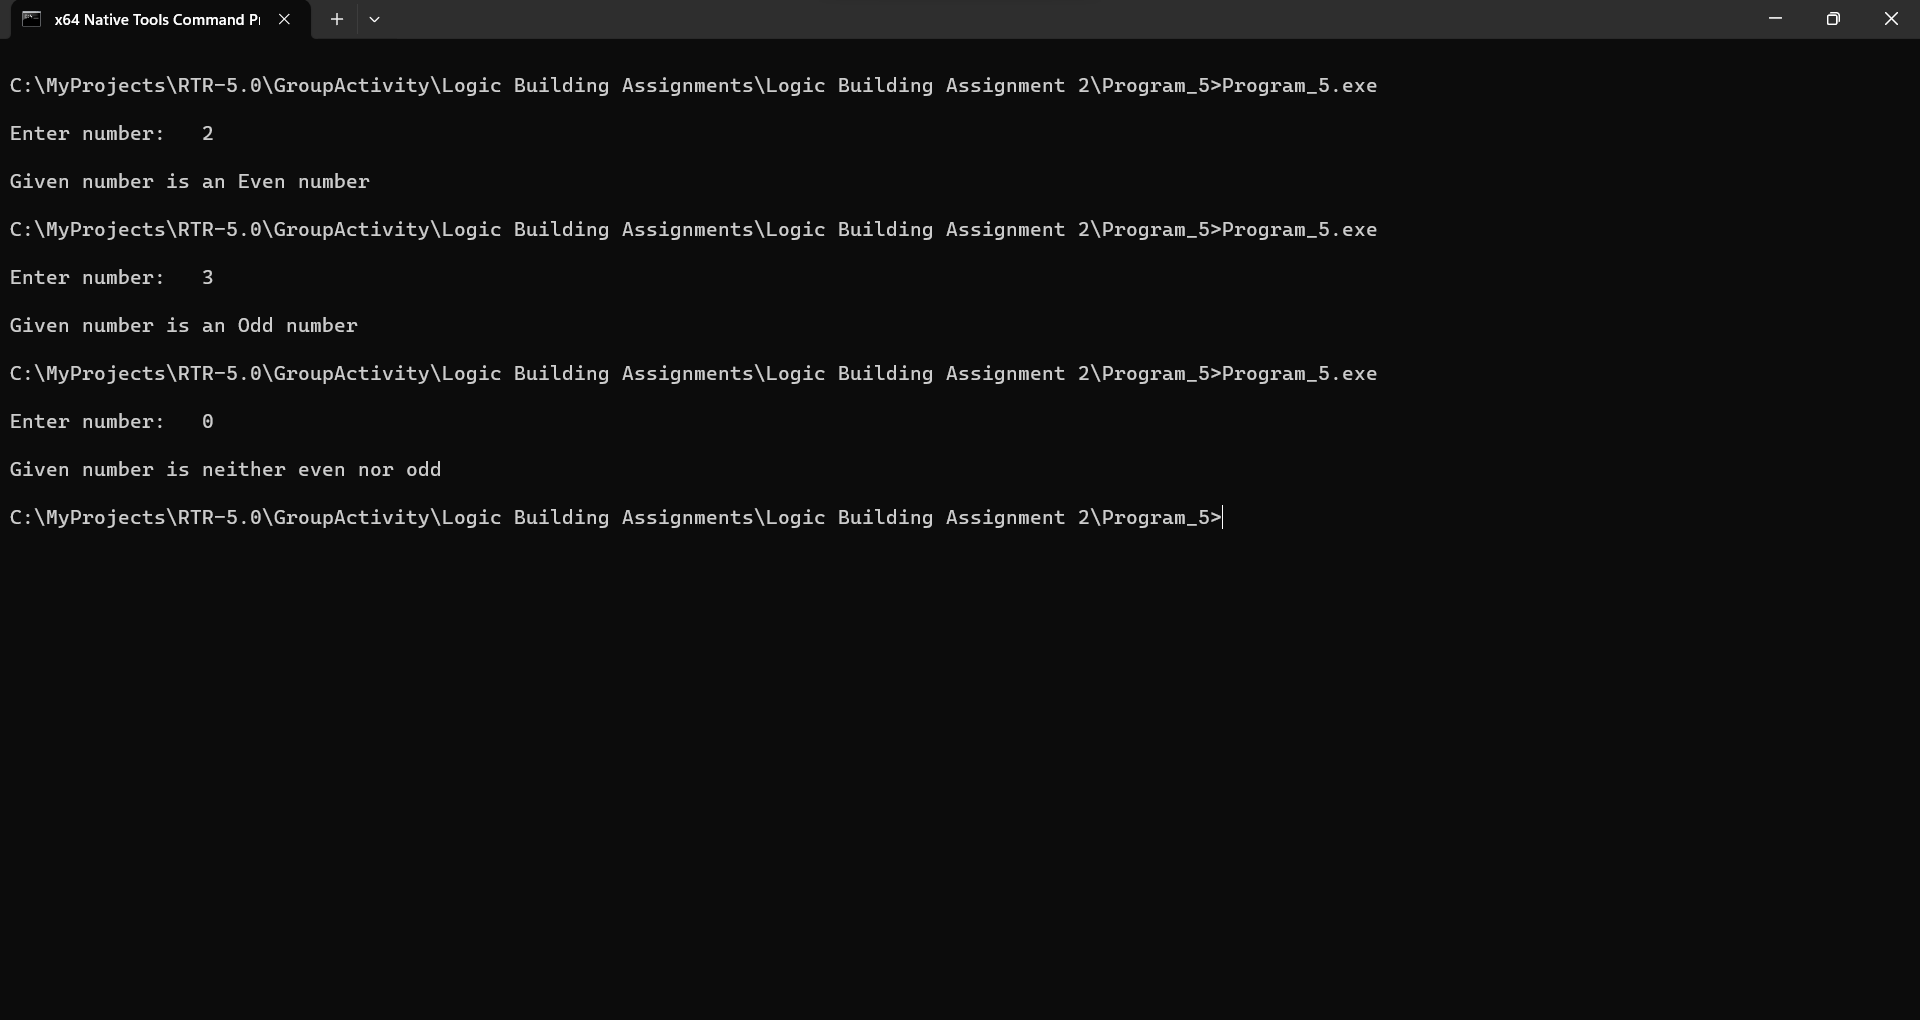 x64 Native Tools Command P
C:\MyProjects\RTR-5.0\GroupActivity\Logic Building Assignments\Logic Building Assignment 2\Program_5>Program_5.exe
Enter number:   2
Given number is an Even number
C:\MyProjects\RTR-5.0\GroupActivity\Logic Building Assignments\Logic Building Assignment 2\Program_5>Program_5.exe
Enter number:   3
Given number is an Odd number
C:\MyProjects\RTR-5.0\GroupActivity\Logic Building Assignments\Logic Building Assignment 2\Program_5>Program_5.exe
Enter number:   0
Given number is neither even nor odd
C:\MyProjects\RTR-5.0\GroupActivity\Logic Building Assignments\Logic Building Assignment 2\Program_5>